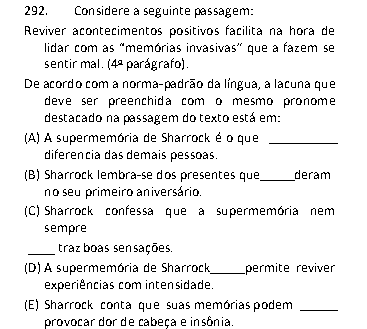 292. Considere a seguinte passagem:
Reviver acontecimentos positivos facilita na hora de
lidar com as “memórias invasivas” que a fazem se
sentir mal. (4ª parágrafo).
De acordo com a norma-padrão da língua, a lacuna que
deve ser preenchida com o mesmo pronome
destacado na passagem do texto está em:
(A) A supermemória de Sharrock é o que __________
diferencia das demais pessoas.
(B) Sharrock lembra-se dos presentes que_____deram
no seu primeiro aniversário.
(C) Sharrock confessa que a supermemória nem
sempre
____ traz boas sensações.
(D) A supermemória de Sharrock_____permite reviver
experiências com intensidade.
(E) Sharrock conta que suas memórias podem ______
provocar dor de cabeça e insônia.